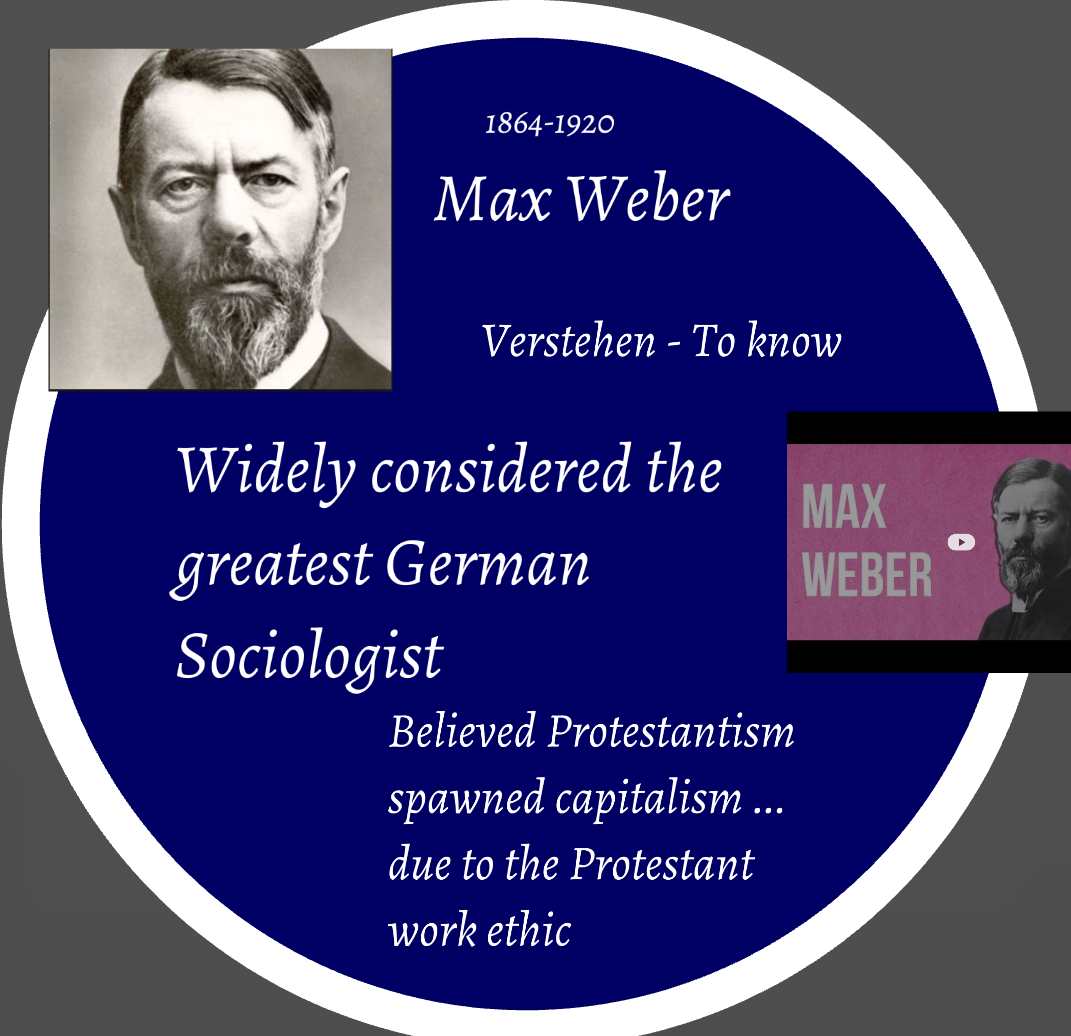 1864-1920
Max Weber
Verstehen - To know
Widely considered the
greatest German
Sociologist
MAX
WEBER
Believed Protestantism
spawned capitalism ...
due to the Protestant
work ethic